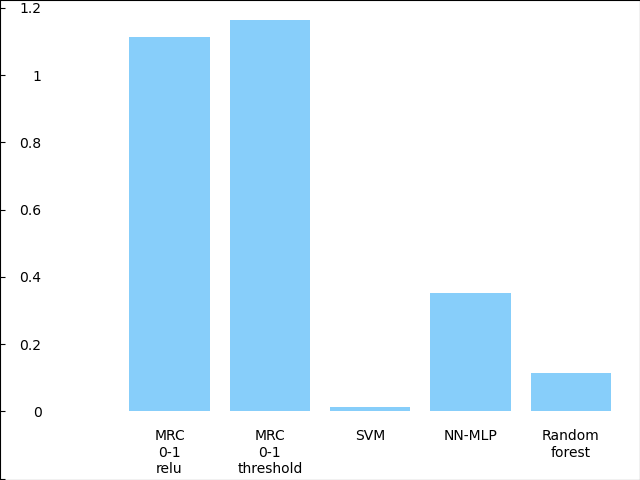 1.2
1
0.8
0.6
0.4
0.2
0
MRC
0-1
relu
MRC
0-1
threshold
SVM
NN-MLP
Random
forest